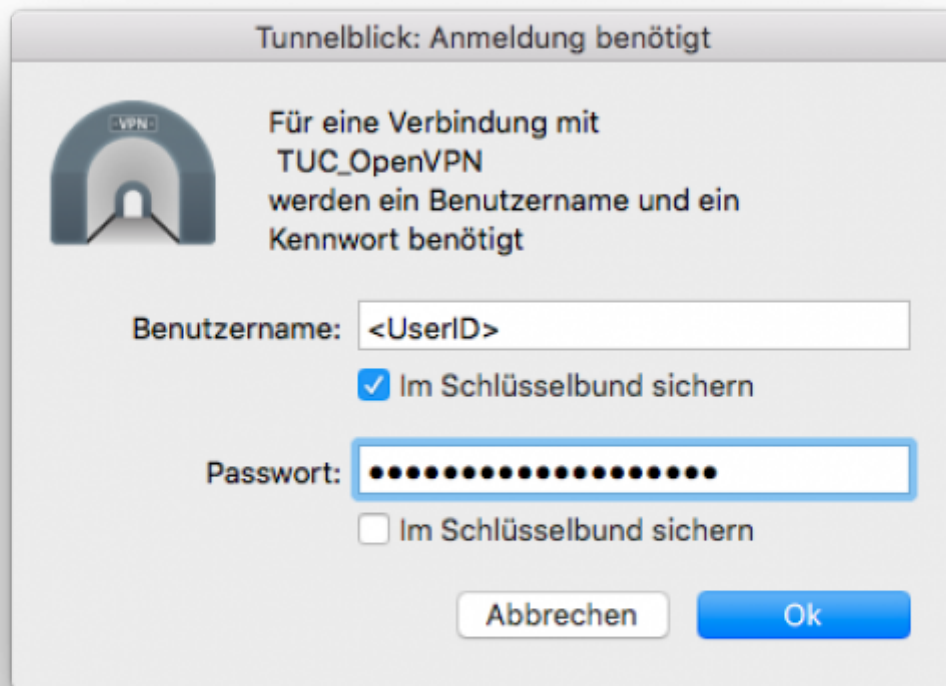 Tunnelblick: Anmeldung benötigt
·VPN·
Für eine Verbindung mit
TUC_OpenVPN
werden ein Benutzername und ein
Kennwort benötigt
Benutzername: <UserID>
Im Schlüsselbund sichern
Passwort: •••••••••••••••••••
Im Schlüsselbund sichern
Abbrechen Ok